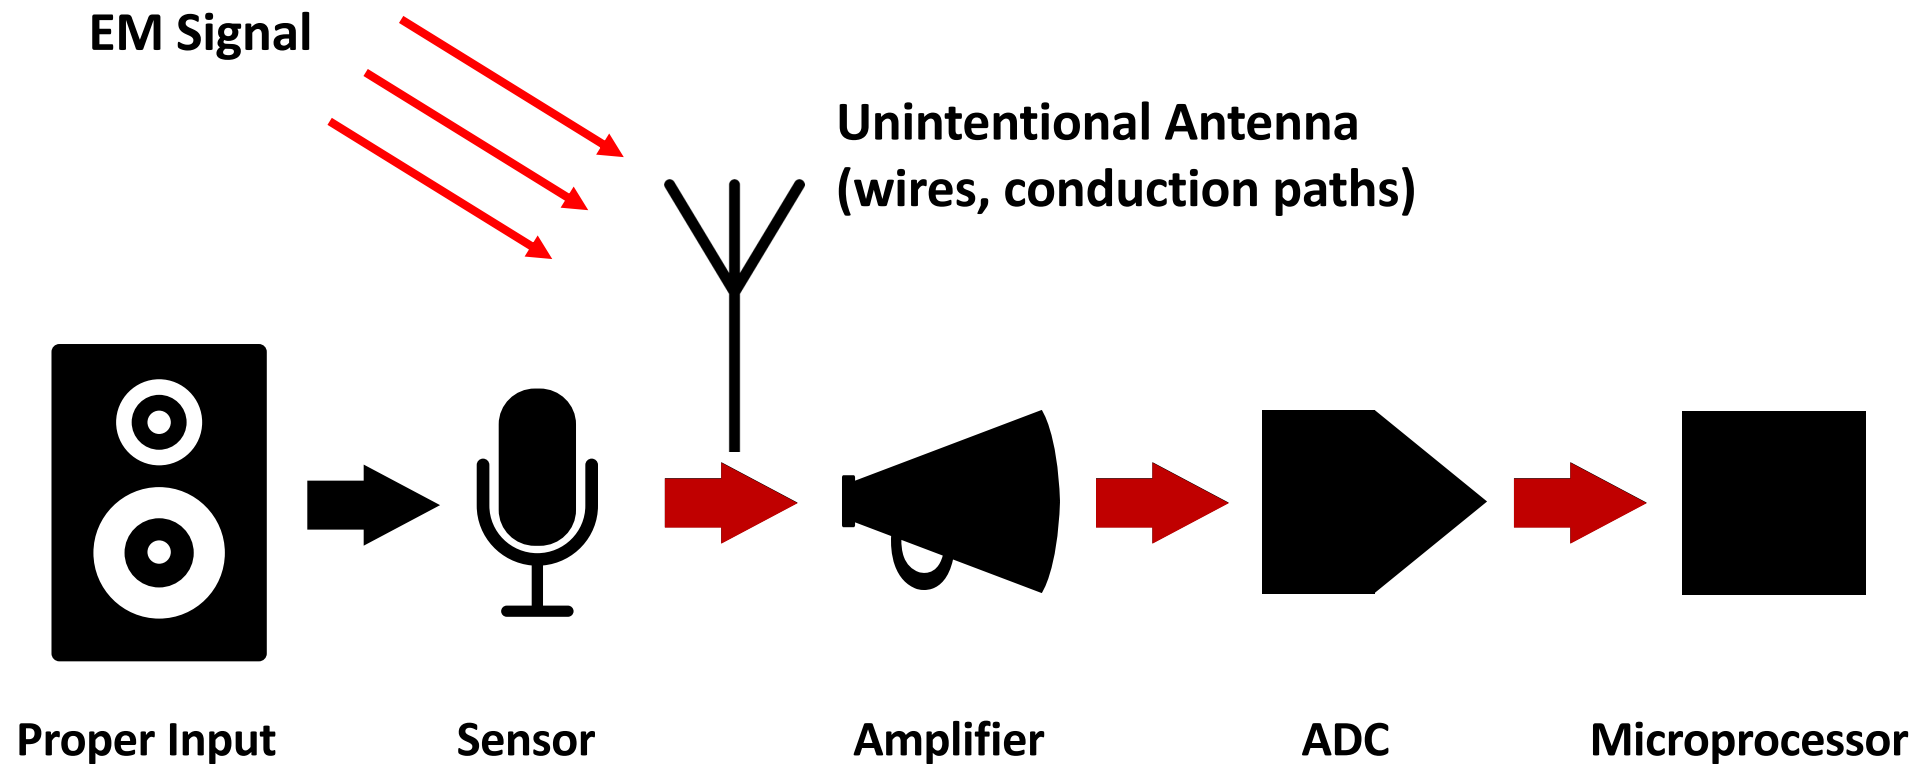 EM Signal
Unintentional Antenna
(wires, conduction paths)
Proper Input
Sensor
Amplifier
ADC
Microprocessor